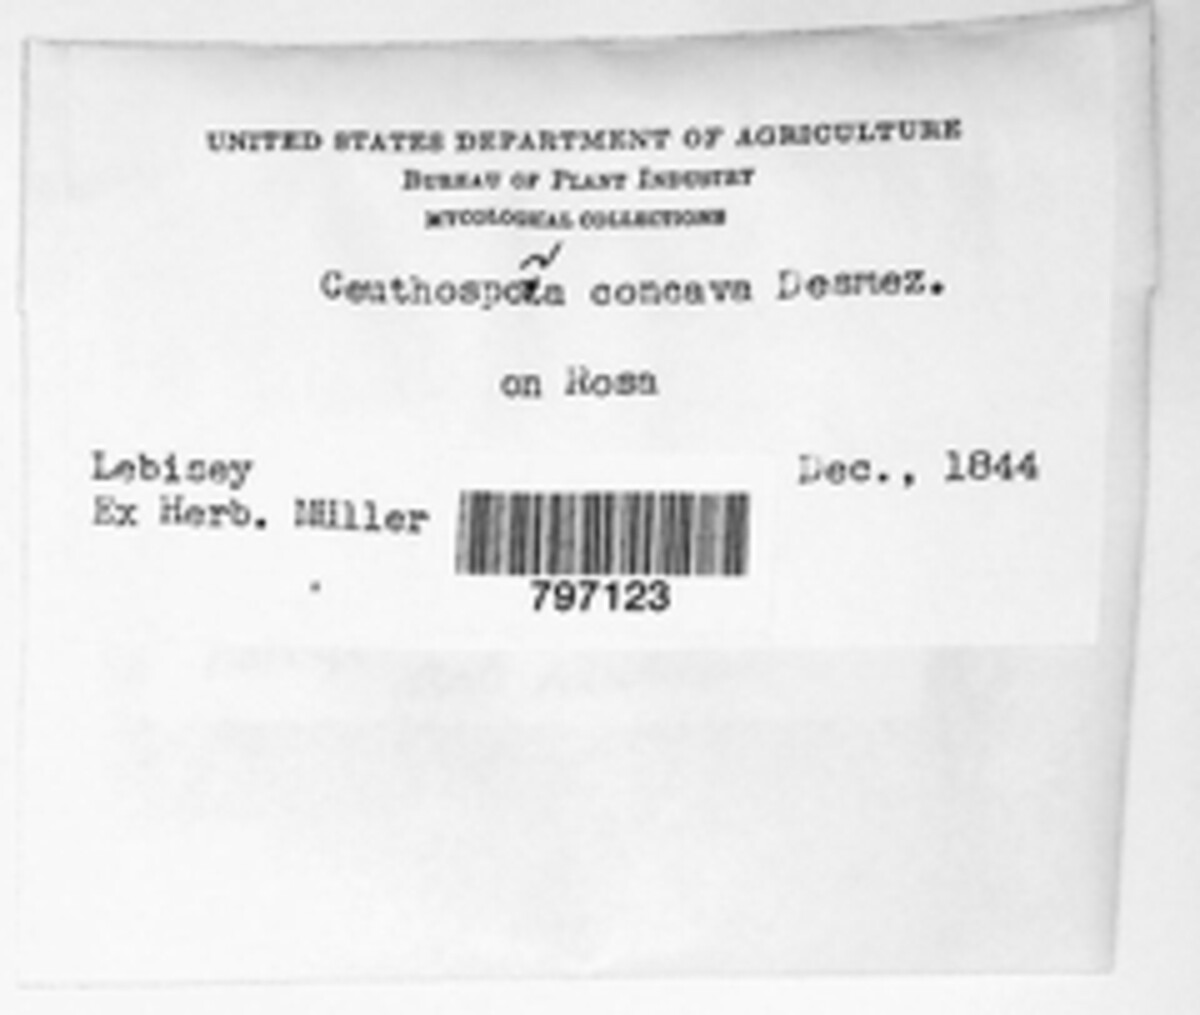 UNITED STATES DEPARTMENT OF AGRICULTURE
BUREAU OF PLANT INDUSTRY
MYCOLOGICAL COLLECTIONS
Ceuthospora concava Desmez.
on Rosa
Lebisey
Dec., 1844
Ex Herb. Miller
797123